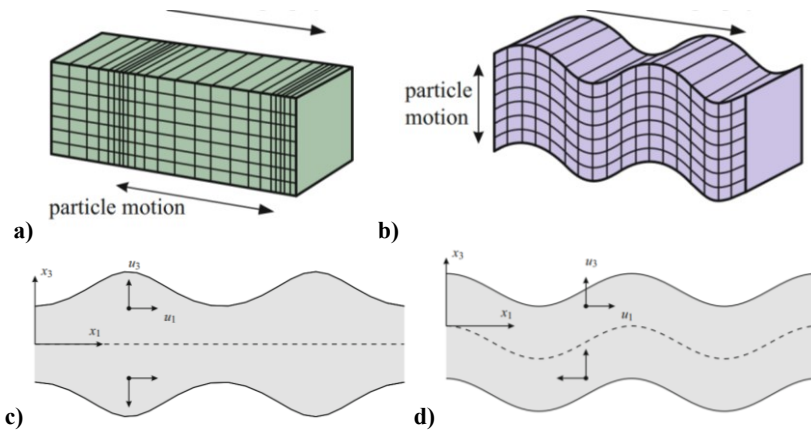 particle
motion
particle motion
a)
b)
x3
u3
u1
x1
c)
x3
u3
u1
x1
d)